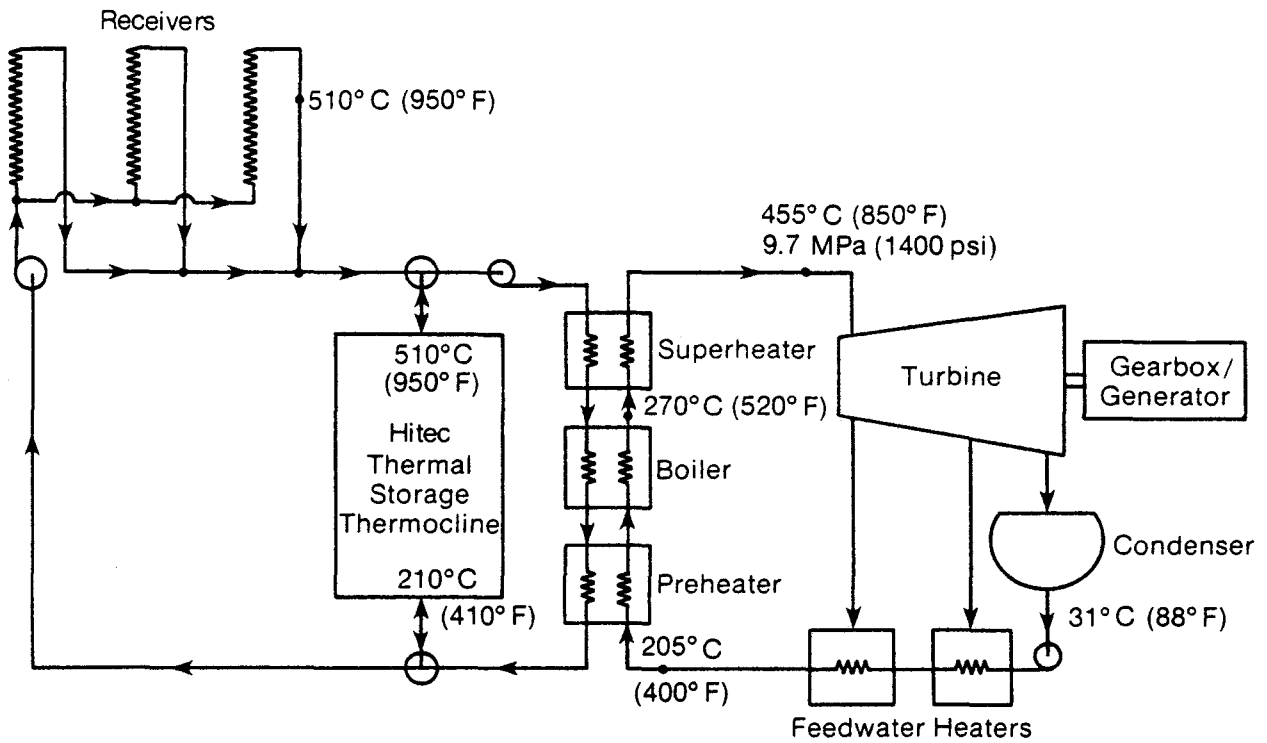 Receivers
510° C (950° F)
455° C (850° F)
9.7 MPa (1400 psi)
510° C
(950° F)
Hitec
Thermal
Storage
Thermocline
210° C
(410° F)
Superheater
270° C (520° F)
Boiler
Preheater
205° C
(400° F)
Turbine
Gearbox/
Generator
Condenser
31° C (88° F)
Feedwater Heaters